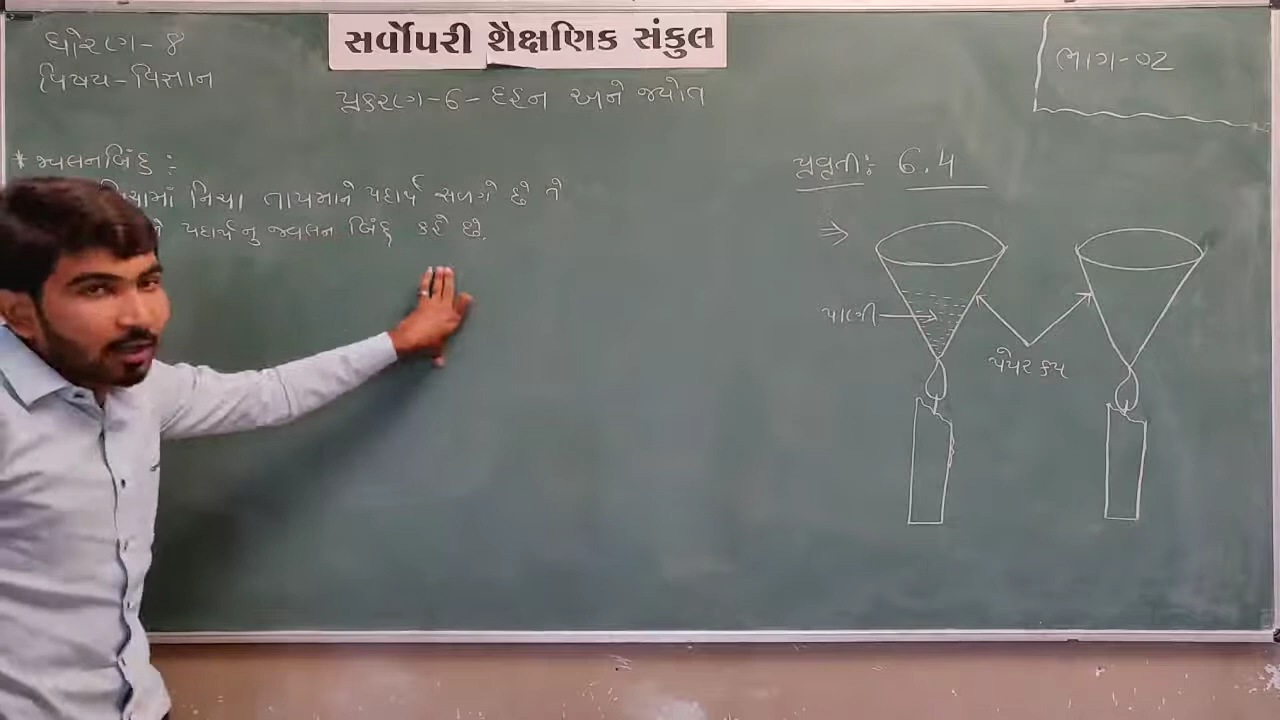 સર્વોપરી શૈક્ષણિક સંકુલ
ધોરણ-8
વિષય-વિજ્ઞાન
પ્રકરણ-6- દહન અને જ્યોત
ભાગ-02
* જ્વલનબિંદુ :
નિચા તાપમાને પદાર્થ સળગે છે તે
પદાર્થનુ જ્વલન બિંદુ કહે છે.
પ્રવૃતી: 6.4
પાણી
પેપર કપ